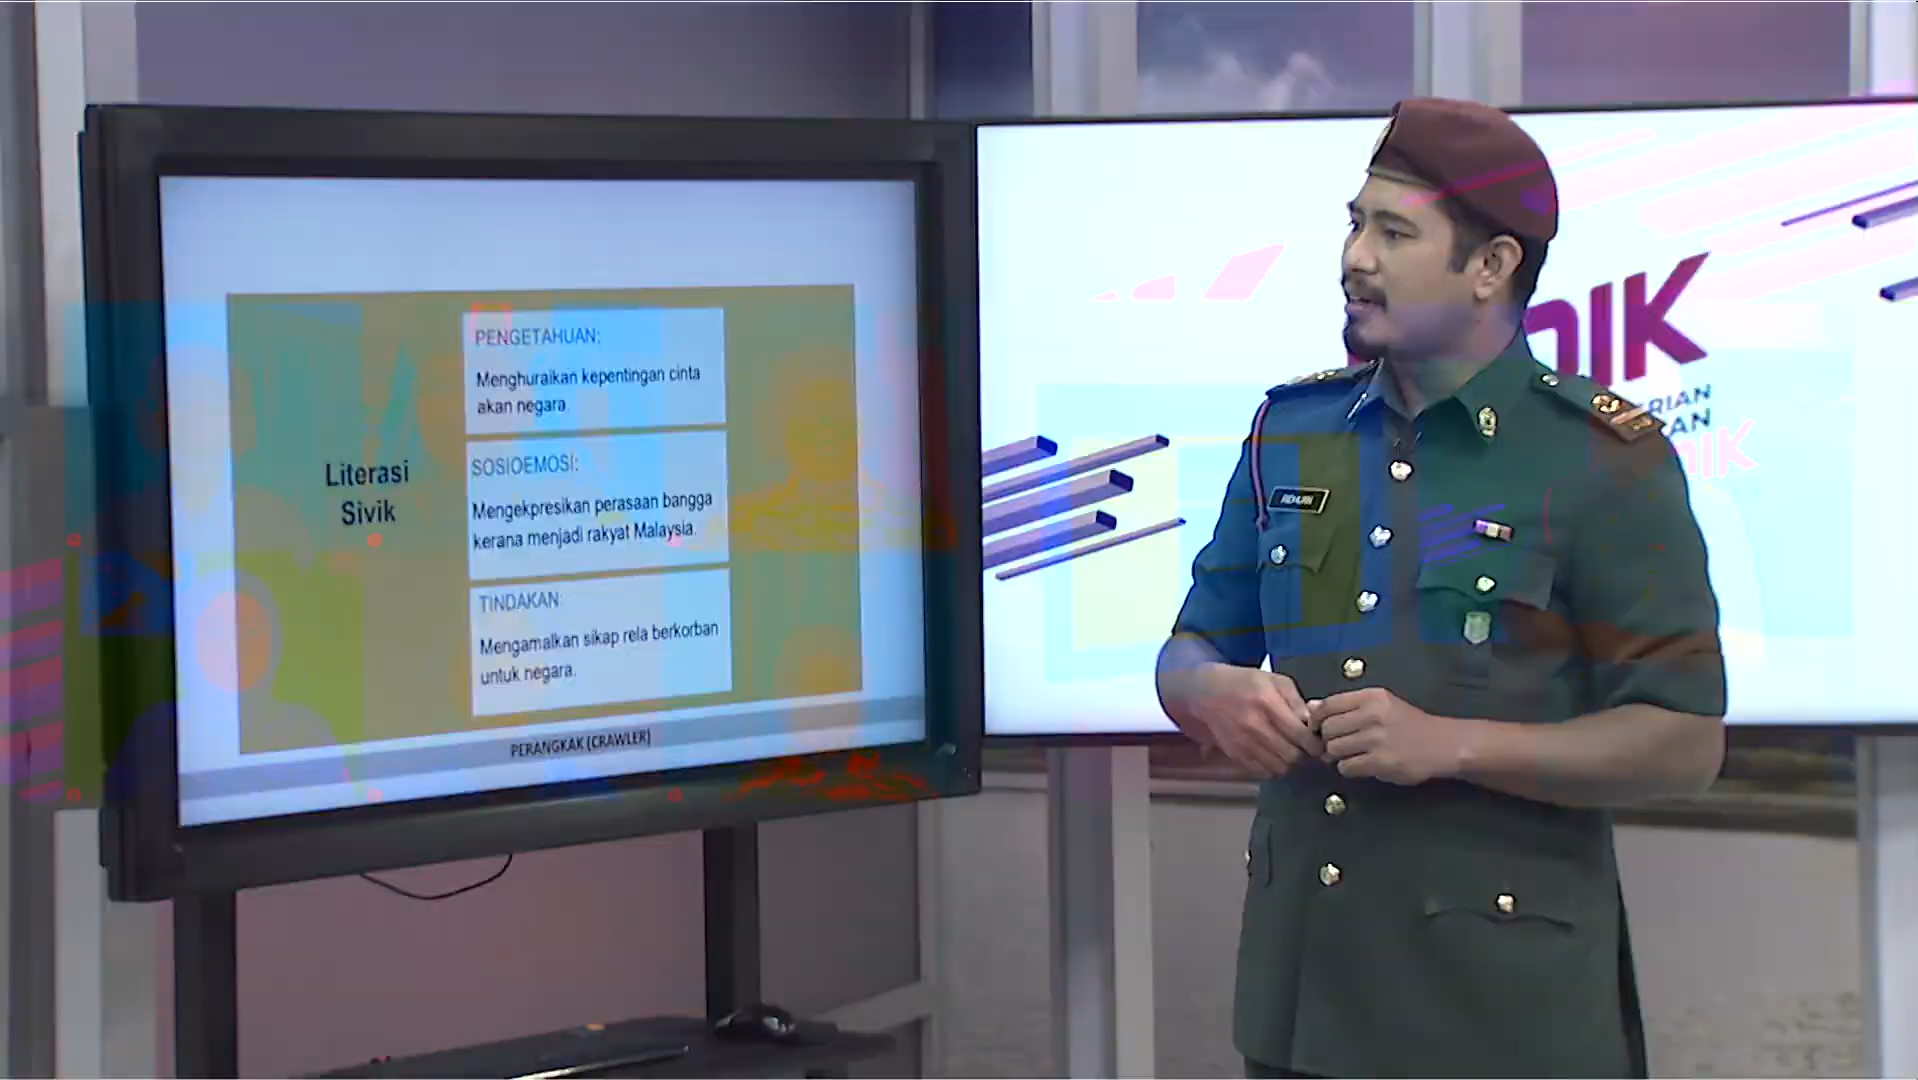 Literasi
Sivik
PENGETAHUAN:
Menghuraikan kepentingan cinta
akan negara
SOSIOEMOSI:
Mengekpresikan perasaan bangga
kerana menjadi rakyat Malaysia.
TINDAKAN:
Mengamalkan sikap rela berkorban
untuk negara.
PERANGKAK (CRAWLER)